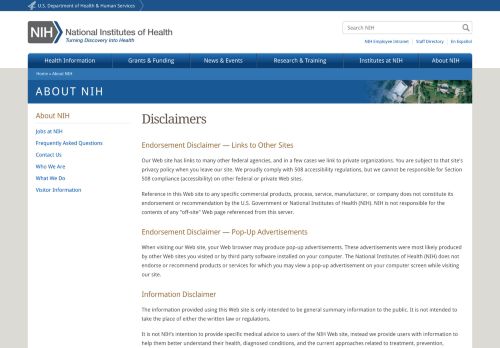 U.S. Department of Health & Human Services
NIH National Institutes of Health
Turning Discovery Into Health
Search NIH
NIH Employee Intranet | Staff Directory | En Español
Health Information
Grants & Funding
News & Events
Research & Training
Institutes at NIH
About NIH
Home » About NIH
ABOUT NIH
About NIH
Jobs at NIH
Frequently Asked Questions
Contact Us
Who We Are
What We Do
Visitor Information
Disclaimers
Endorsement Disclaimer — Links to Other Sites
Our Web site has links to many other federal agencies, and in a few cases we link to private organizations. You are subject to that site's
privacy policy when you leave our site. We proudly comply with 508 accessibility regulations, but we cannot be responsible for Section
508 compliance (accessibility) on other federal or private Web sites.
Reference in this Web site to any specific commercial products, process, service, manufacturer, or company does not constitute its
endorsement or recommendation by the U.S. Government or National Institutes of Health (NIH). NIH is not responsible for the
contents of any "off-site" Web page referenced from this server.
Endorsement Disclaimer — Pop-Up Advertisements
When visiting our Web site, your Web browser may produce pop-up advertisements. These advertisements were most likely produced
by other Web sites you visited or by third party software installed on your computer. The National Institutes of Health (NIH) does not
endorse or recommend products or services for which you may view a pop-up advertisement on your computer screen while visiting
our site.
Information Disclaimer
The information provided using this Web site is only intended to be general summary information to the public. It is not intended to
take the place of either the written law or regulations.
It is not NIH's intention to provide specific medical advice to users of the NIH Web site, instead we provide users with information to
help them better understand their health, diagnosed conditions, and the current approaches related to treatment, prevention,